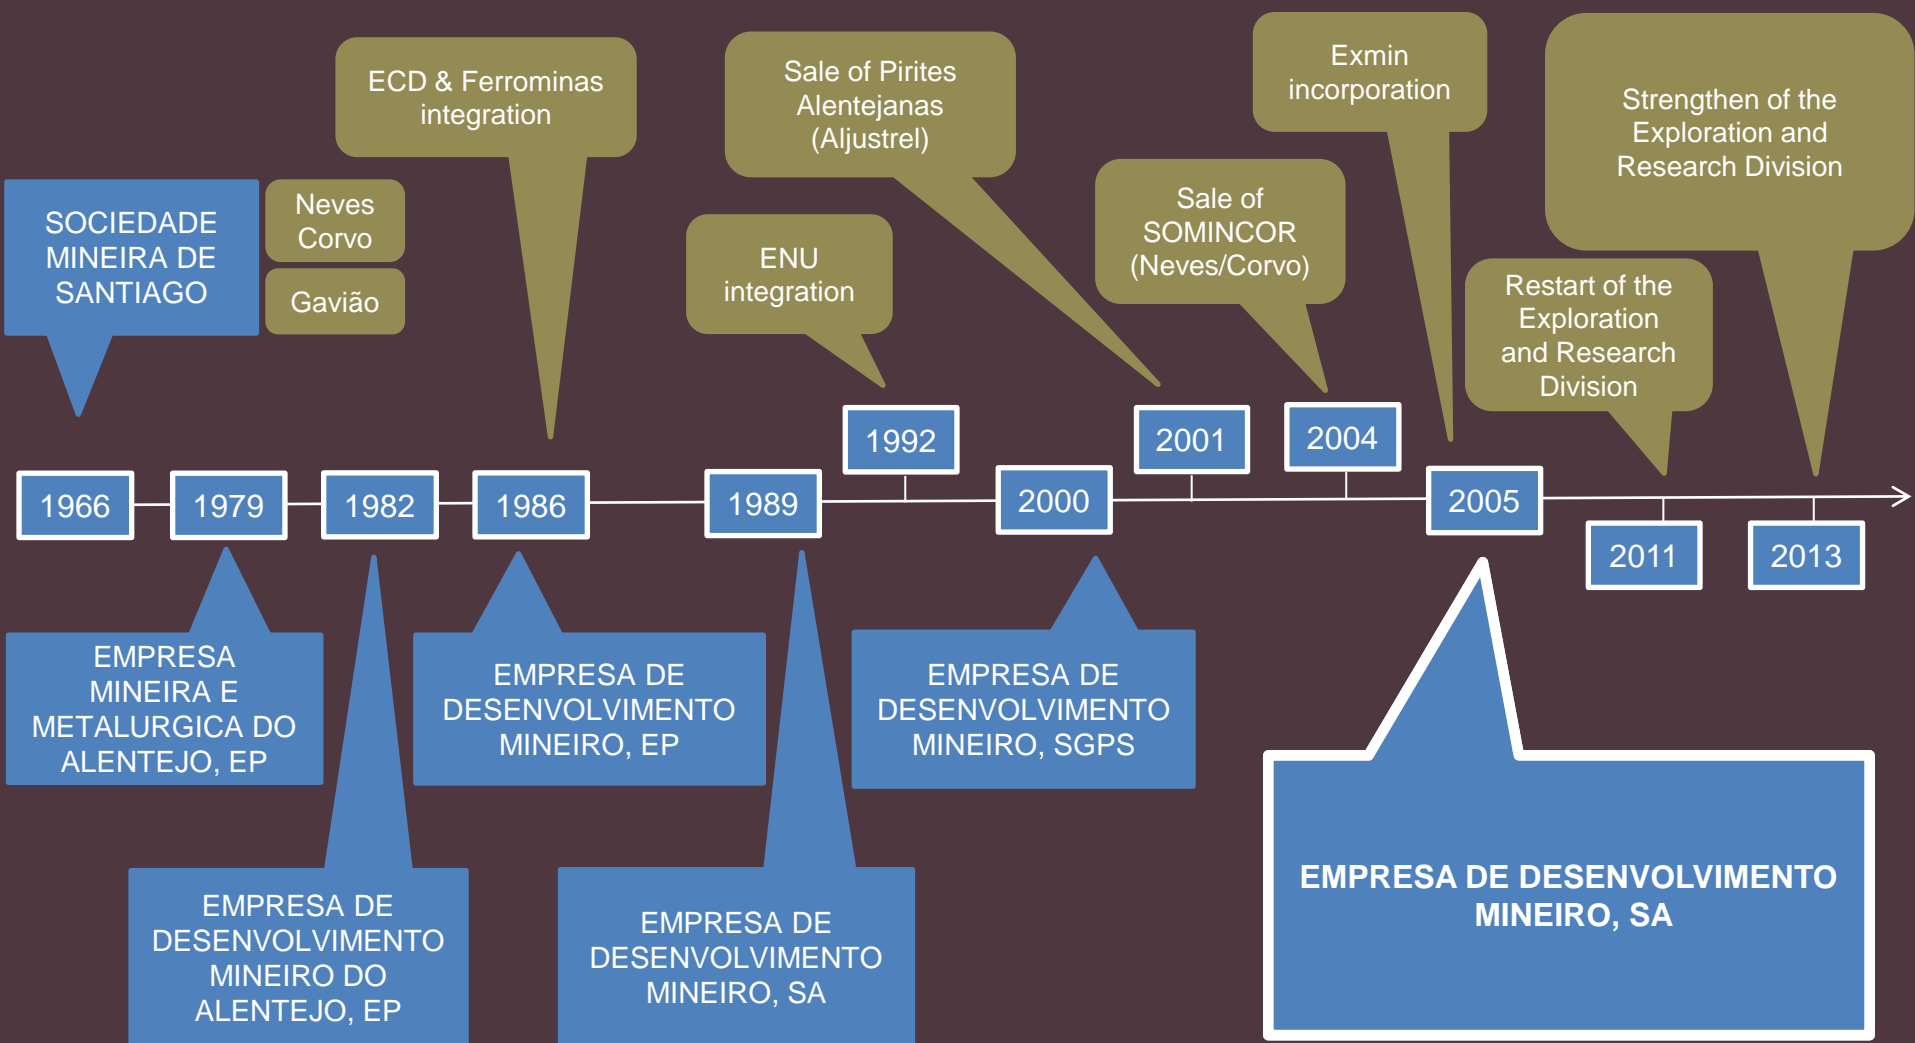 ECD & Ferrominas
integration
Sale of Pirites
Alentejanas
(Aljustrel)
Exmin
incorporation
Strengthen of the
Exploration and
Research Division
SOCIEDADE
MINEIRA DE
SANTIAGO
Neves
Corvo
Gavião
ENU
integration
Sale of
SOMINCOR
(Neves/Corvo)
Restart of the
Exploration
and Research
Division
1966
1979
1982
1986
1989
1992
2000
2001
2004
2005
2011
2013
EMPRESA
MINEIRA E
METALURGICA DO
ALENTEJO, EP
EMPRESA DE
DESENVOLVIMENTO
MINEIRO, EP
EMPRESA DE
DESENVOLVIMENTO
MINEIRO, SGPS
EMPRESA DE
DESENVOLVIMENTO
MINEIRO DO
ALENTEJO, EP
EMPRESA DE
DESENVOLVIMENTO
MINEIRO, SA
EMPRESA DE DESENVOLVIMENTO
MINEIRO, SA